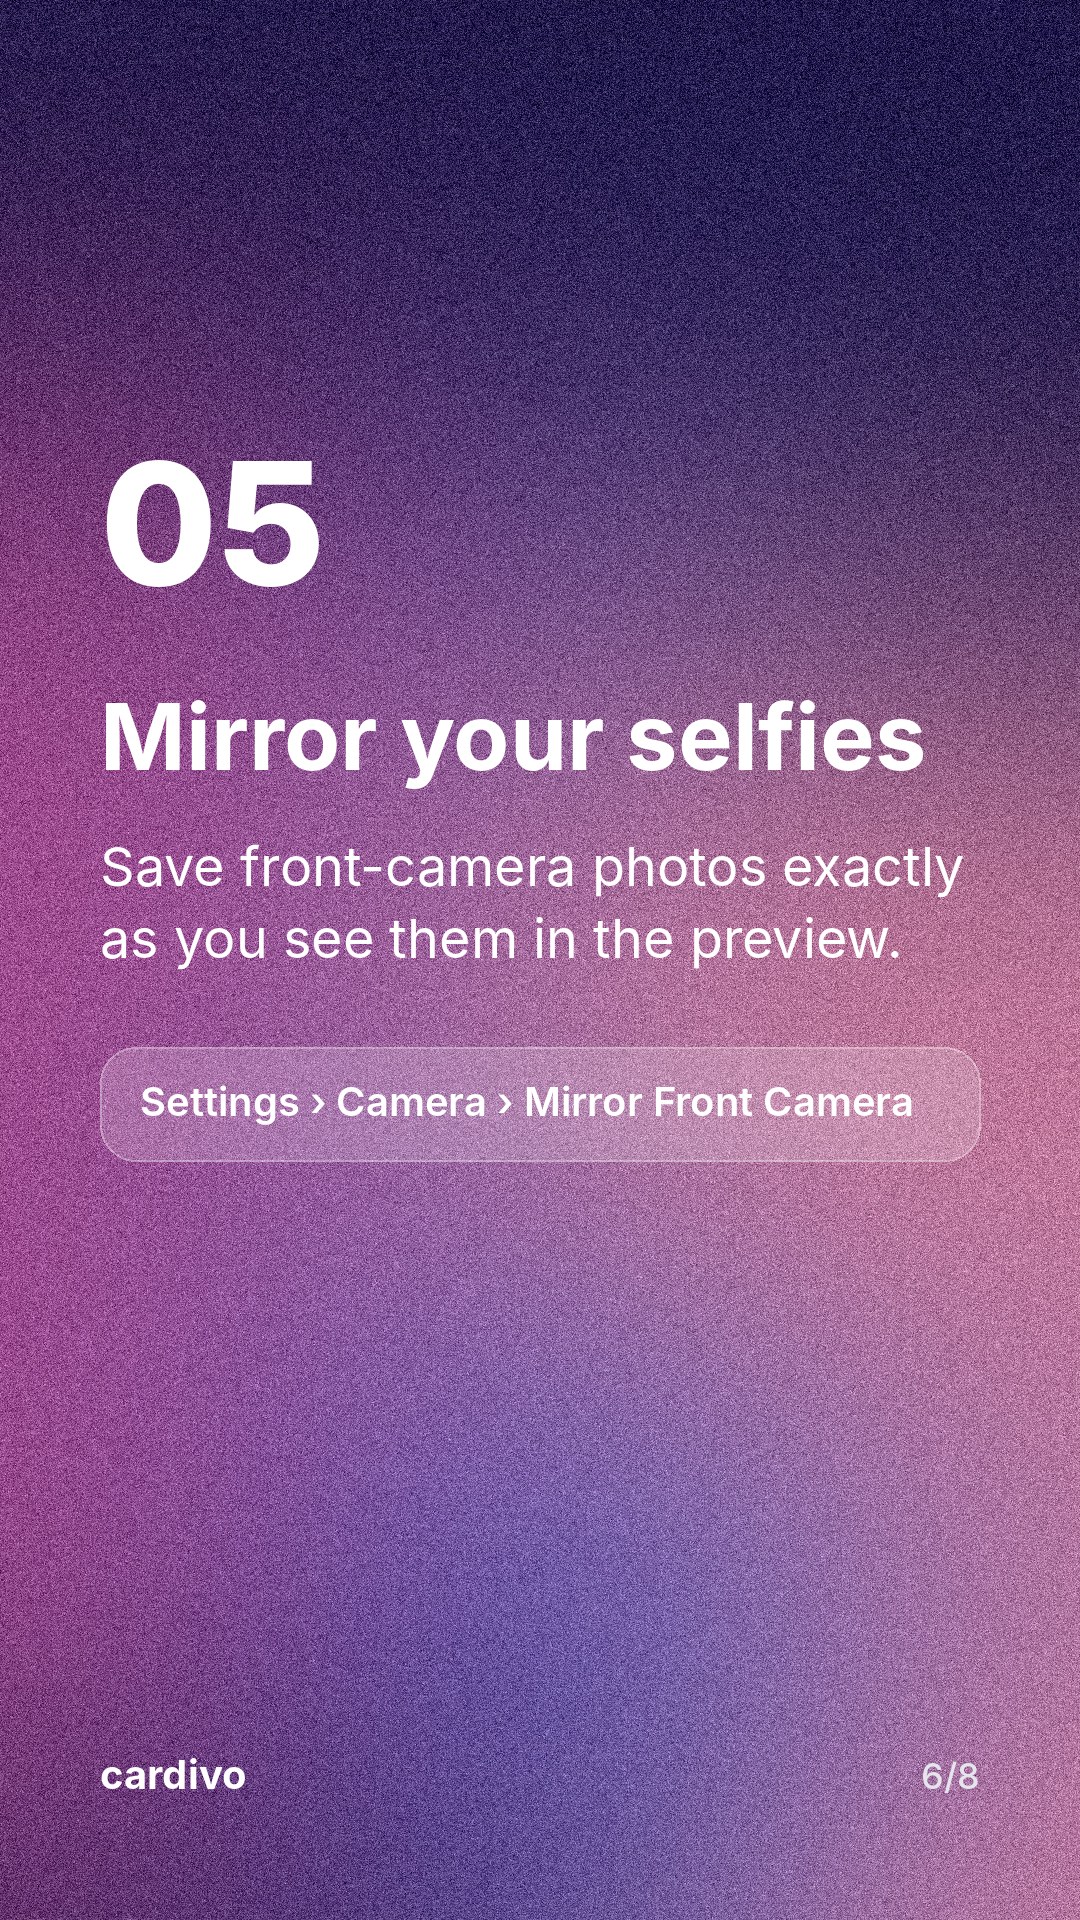 05
Mirror your selfies
Save front-camera photos exactly
as you see them in the preview.
Settings › Camera › Mirror Front Camera
cardivo
6/8